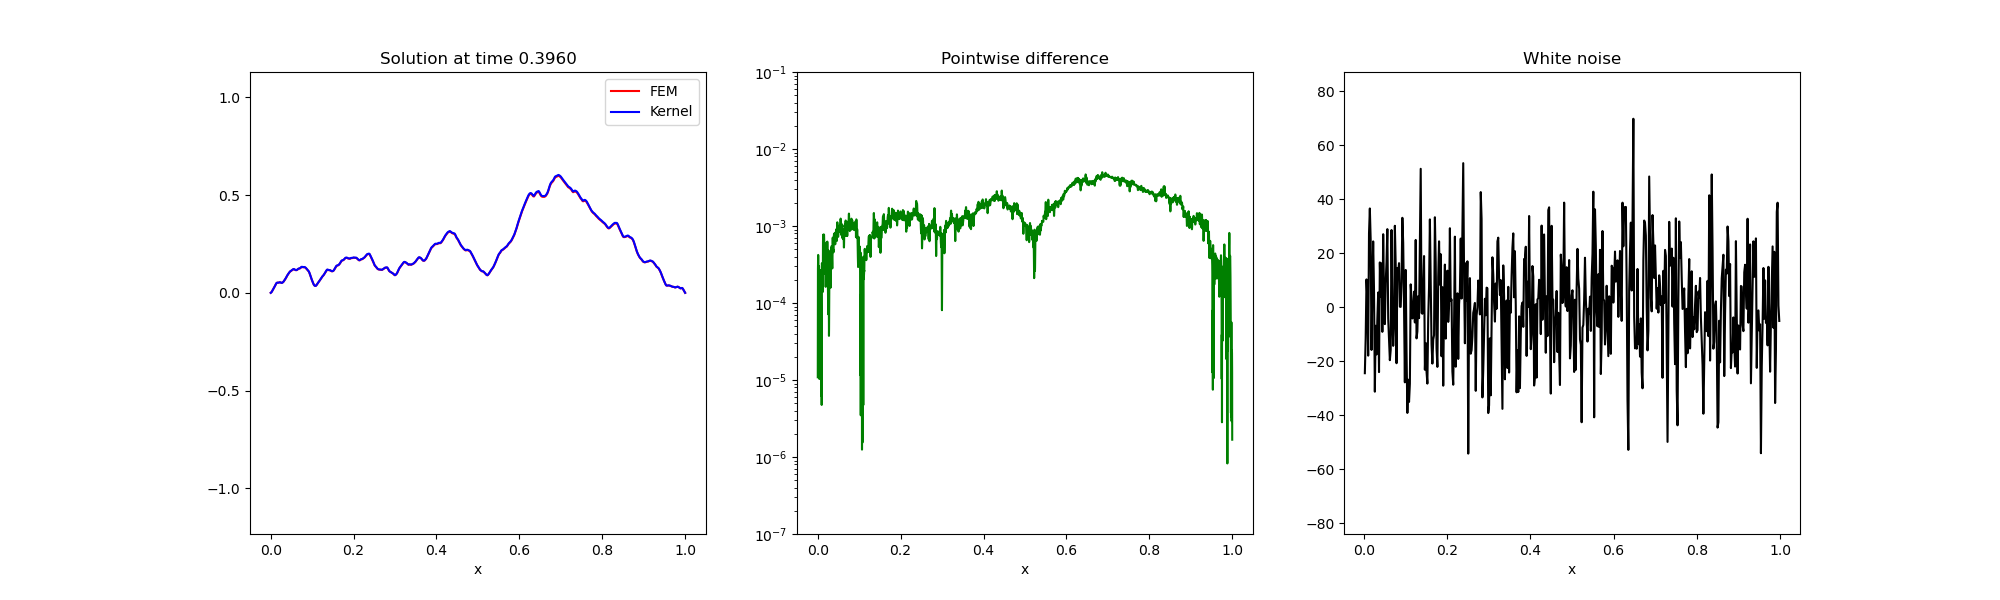 Solution at time 0.3960
1.0
0.5
0.0
−0.5
−1.0
FEM
Kernel
0.0 0.2 0.4 0.6 0.8 1.0
x
Pointwise difference
10⁻¹
10⁻²
10⁻³
10⁻⁴
10⁻⁵
10⁻⁶
10⁻⁷
0.0 0.2 0.4 0.6 0.8 1.0
x
White noise
80
60
40
20
0
−20
−40
−60
−80
0.0 0.2 0.4 0.6 0.8 1.0
x